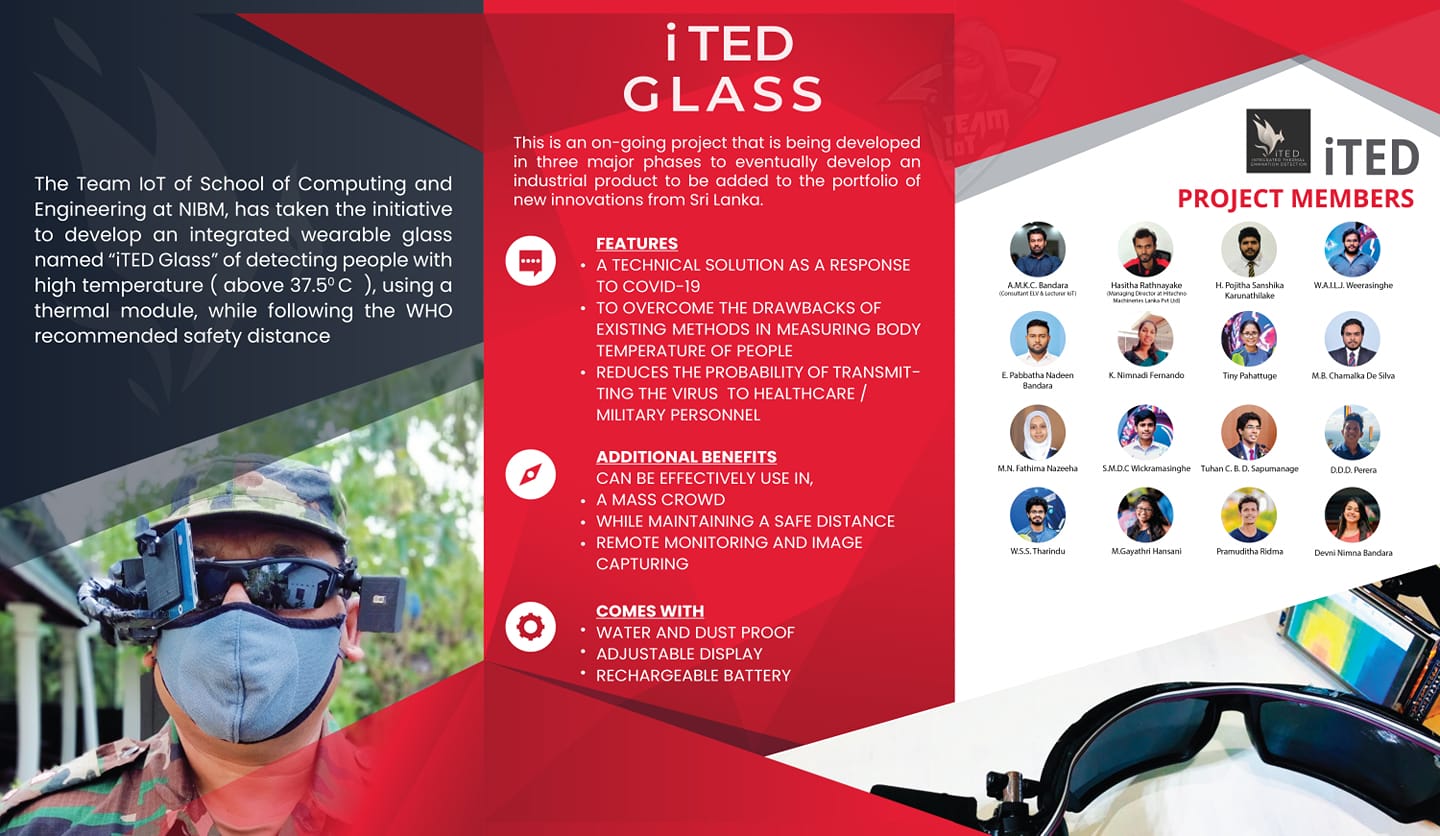 The Team IoT of School of Computing and
Engineering at NIBM, has taken the initiative
to develop an integrated wearable glass
named “iTED Glass” of detecting people with
high temperature ( above 37.5⁰ C  ), using a
thermal module, while following the WHO
recommended safety distance
i TED
GLASS
TEAM
IoT
This is an on-going project that is being developed
in three major phases to eventually develop an
industrial product to be added to the portfolio of
new innovations from Sri Lanka.
FEATURES
• A TECHNICAL SOLUTION AS A RESPONSE
TO COVID-19
• TO OVERCOME THE DRAWBACKS OF
EXISTING METHODS IN MEASURING BODY
TEMPERATURE OF PEOPLE
• REDUCES THE PROBABILITY OF TRANSMIT-
TING THE VIRUS  TO HEALTHCARE /
MILITARY PERSONNEL
ADDITIONAL BENEFITS
CAN BE EFFECTIVELY USE IN,
• A MASS CROWD
• WHILE MAINTAINING A SAFE DISTANCE
• REMOTE MONITORING AND IMAGE
CAPTURING
COMES WITH
• WATER AND DUST PROOF
• ADJUSTABLE DISPLAY
• RECHARGEABLE BATTERY
iTED
INTEGRATED THERMAL
EMANATION DETECTION
iTED
PROJECT MEMBERS
A.M.K.C. Bandara
(Consultant ELV & Lecturer IoT)
Hasitha Rathnayake
(Managing Director at Hitechno
Machineries Lanka Pvt Ltd)
H. Pojitha Sanshika
Karunathilake
W.A.I.L.J. Weerasinghe
E. Pabbatha Nadeen
Bandara
K. Nimnadi Fernando
Tiny Pahattuge
M.B. Chamalka De Silva
M.N. Fathima Nazeeha
S.M.D.C Wickramasinghe
Tuhan C. B. D. Sapumanage
D.D.D. Perera
W.S.S. Tharindu
M.Gayathri Hansani
Pramuditha Ridma
Devni Nimna Bandara